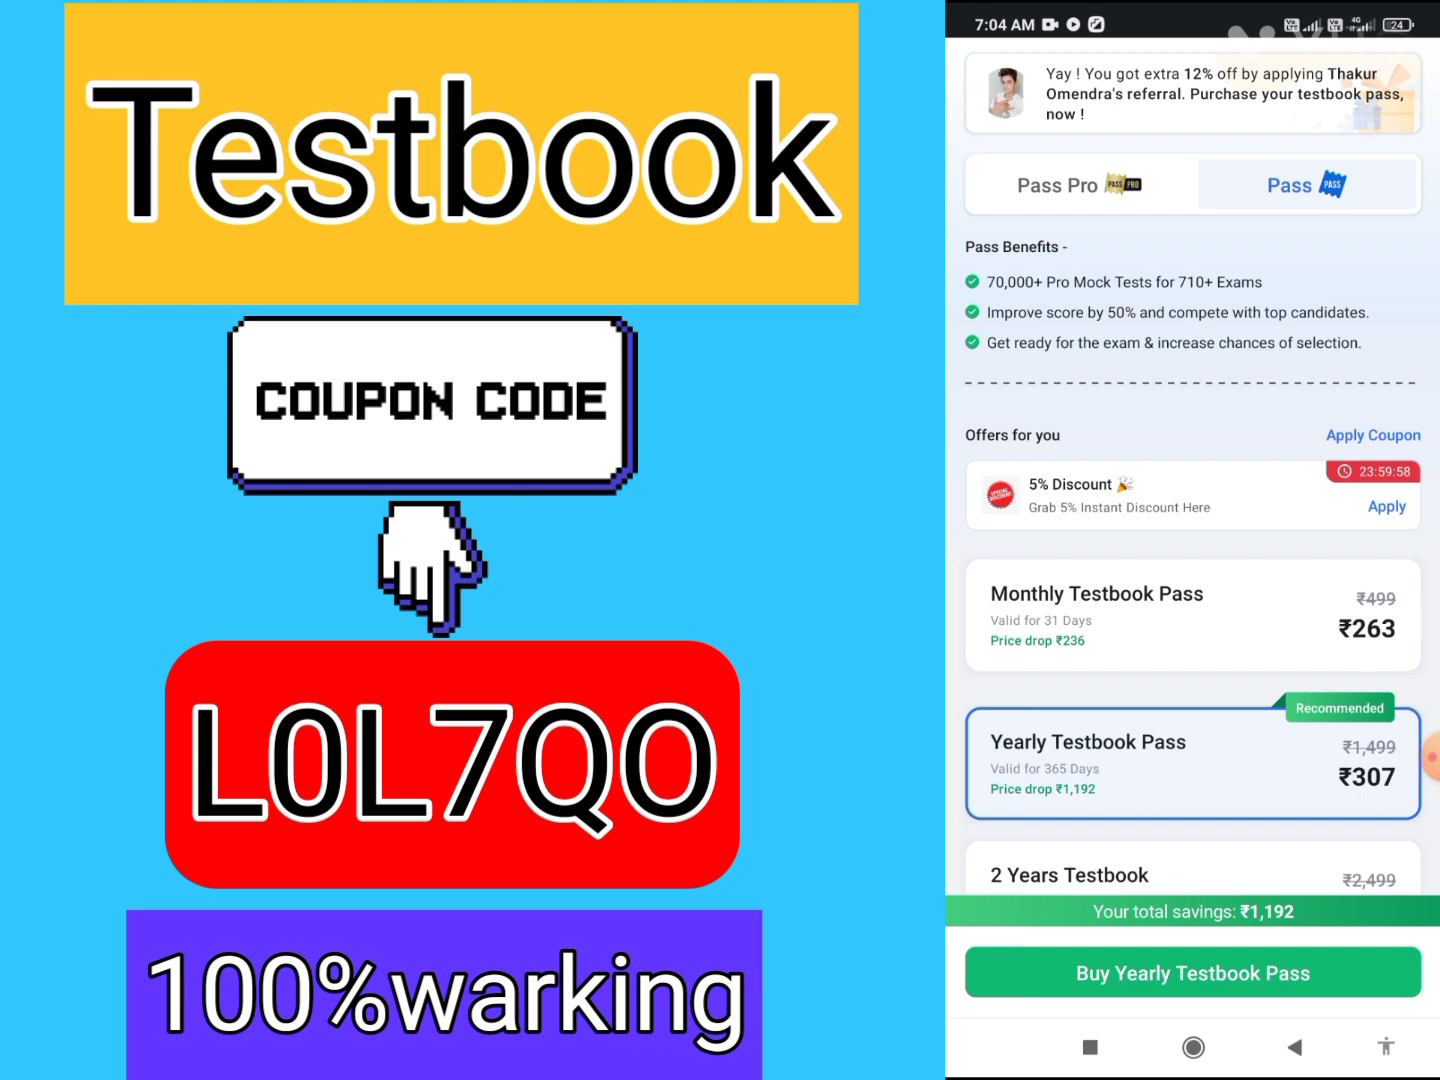 Testbook
COUPON CODE
L0L7QO
100%warking
7:04 AM
4G
24
Yay ! You got extra 12% off by applying Thakur
Omendra's referral. Purchase your testbook pass,
now !
Pass Pro PASS PRO
Pass PASS
Pass Benefits -
70,000+ Pro Mock Tests for 710+ Exams
Improve score by 50% and compete with top candidates.
Get ready for the exam & increase chances of selection.
Offers for you
Apply Coupon
23:59:58
5% Discount
Grab 5% Instant Discount Here
Apply
Monthly Testbook Pass
₹499
Valid for 31 Days
₹263
Price drop ₹236
Recommended
Yearly Testbook Pass
₹1,499
Valid for 365 Days
₹307
Price drop ₹1,192
2 Years Testbook
₹2,499
Your total savings: ₹1,192
Buy Yearly Testbook Pass